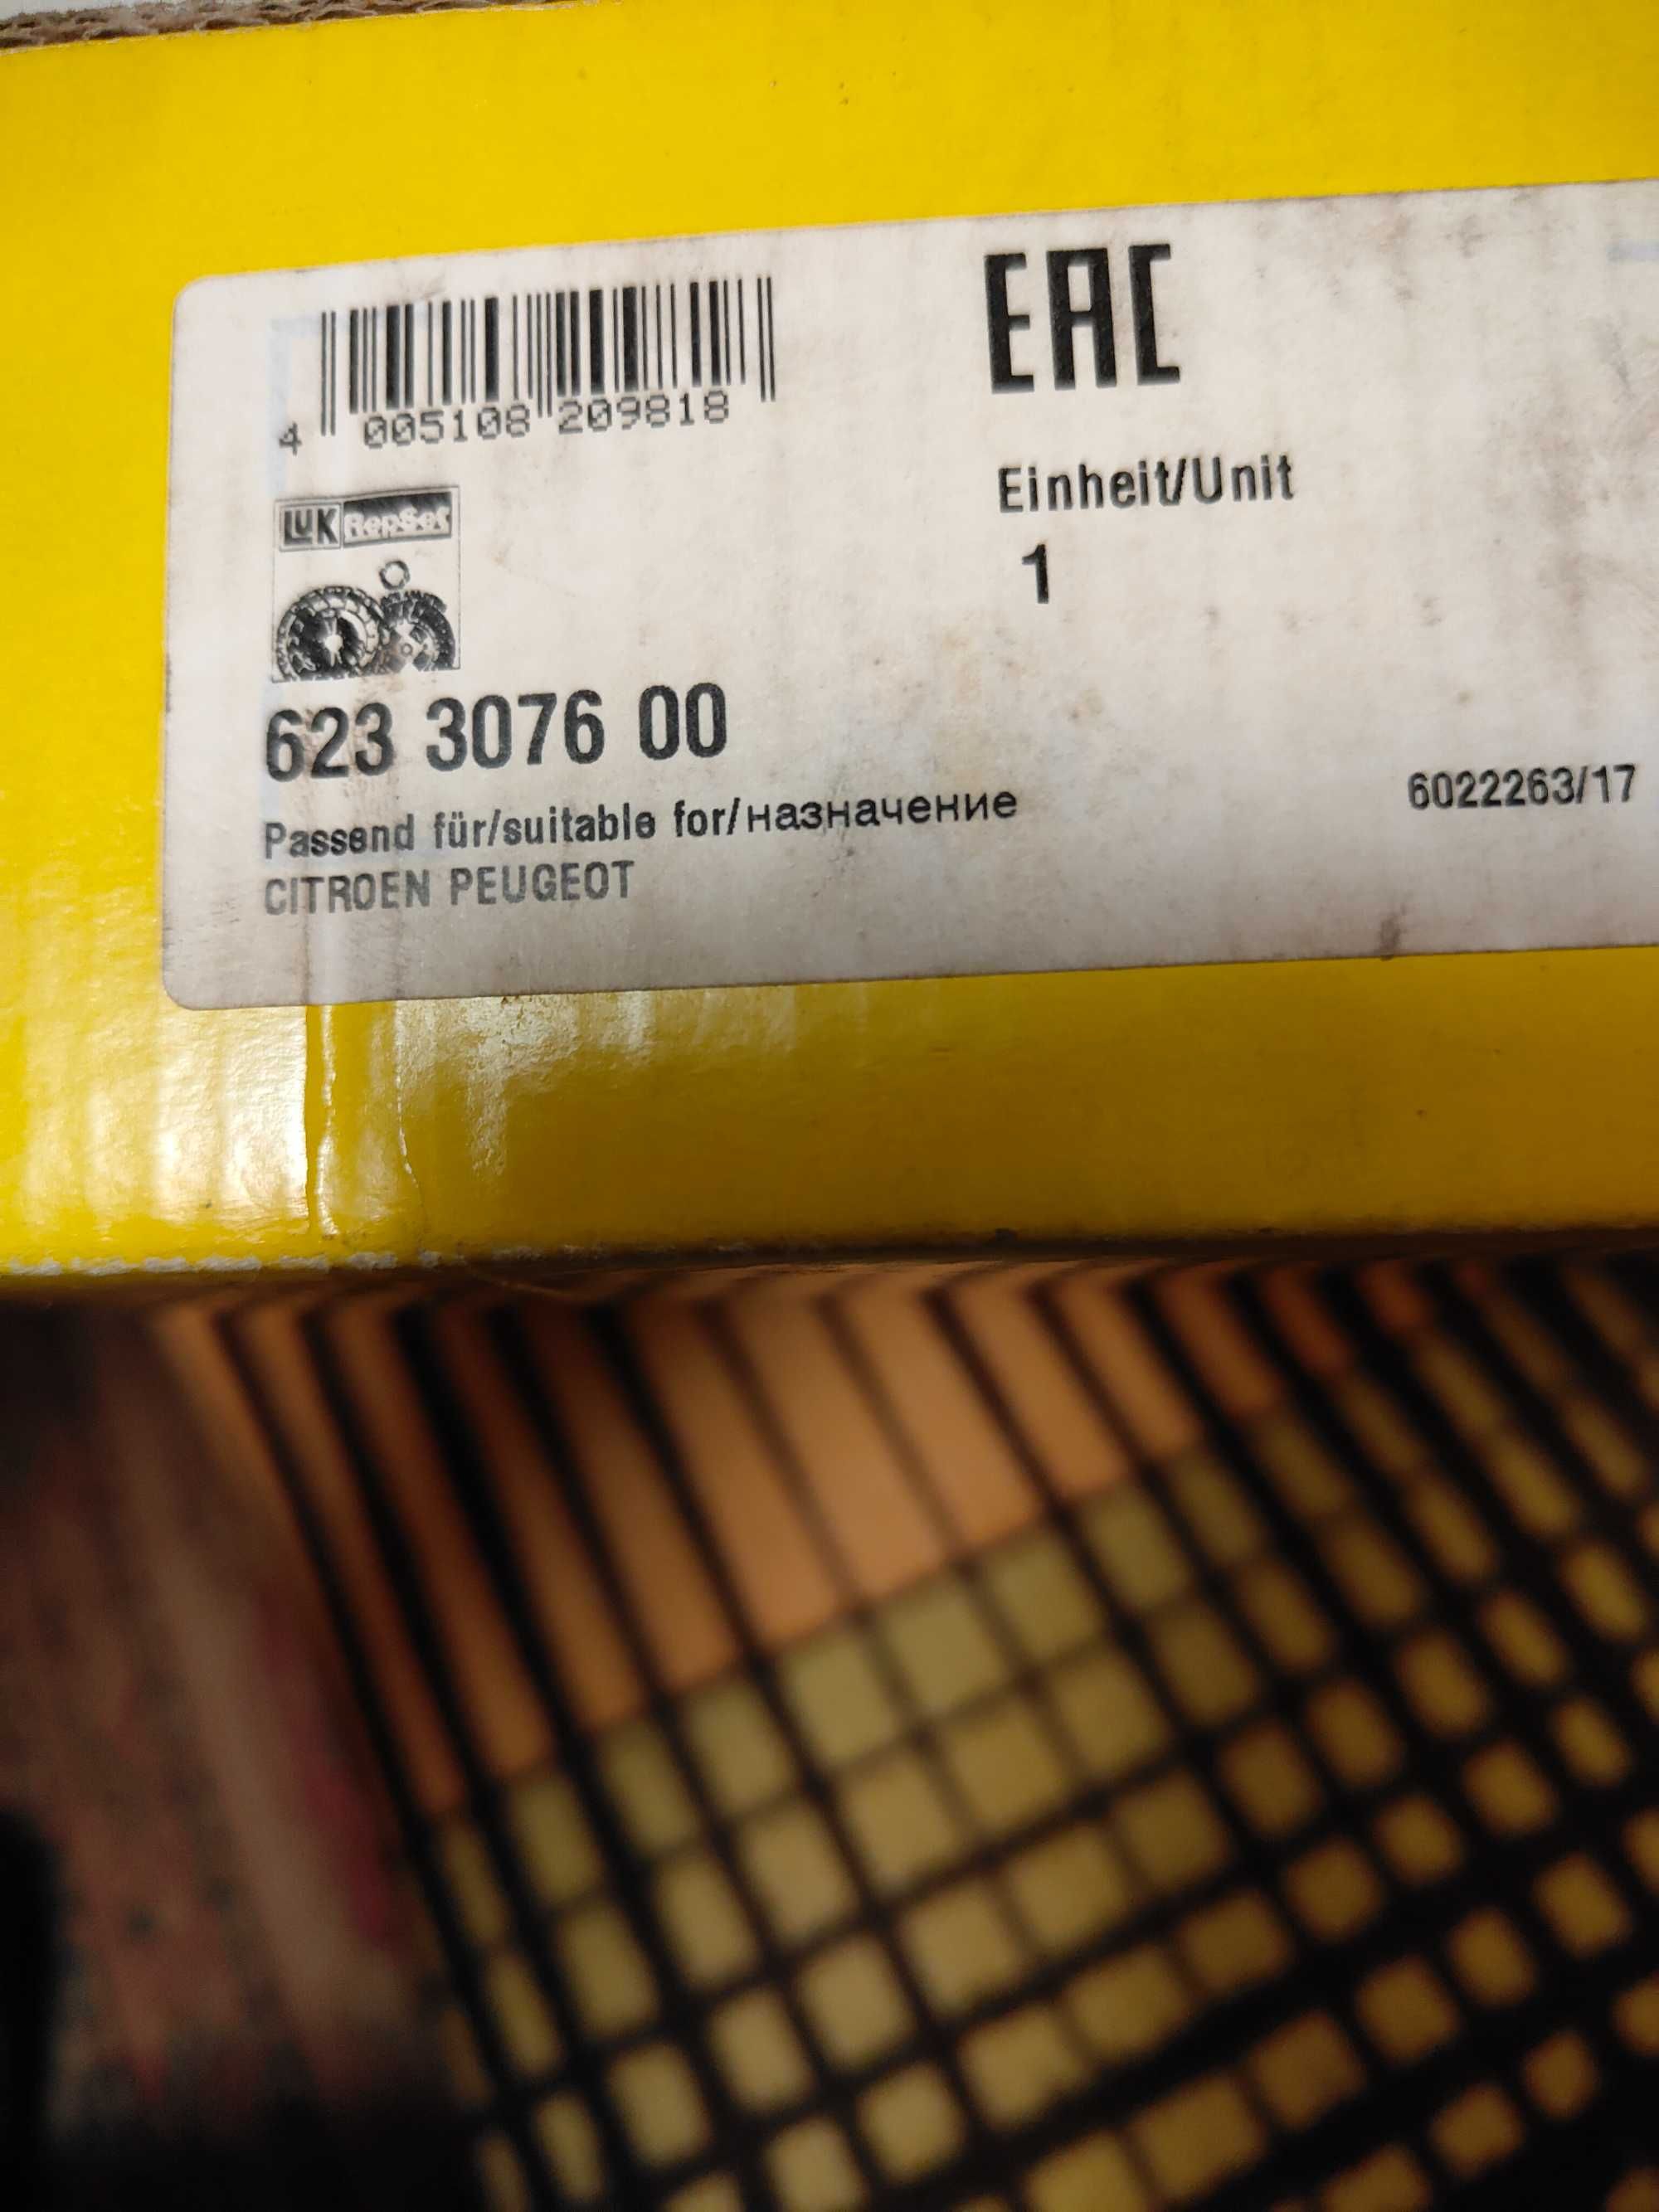 EAC
4 005108 209818
Einheit/Unit
1
LUK RepSet
623 3076 00
Passend für/suitable for/назначение
6022263/17
CITROEN PEUGEOT